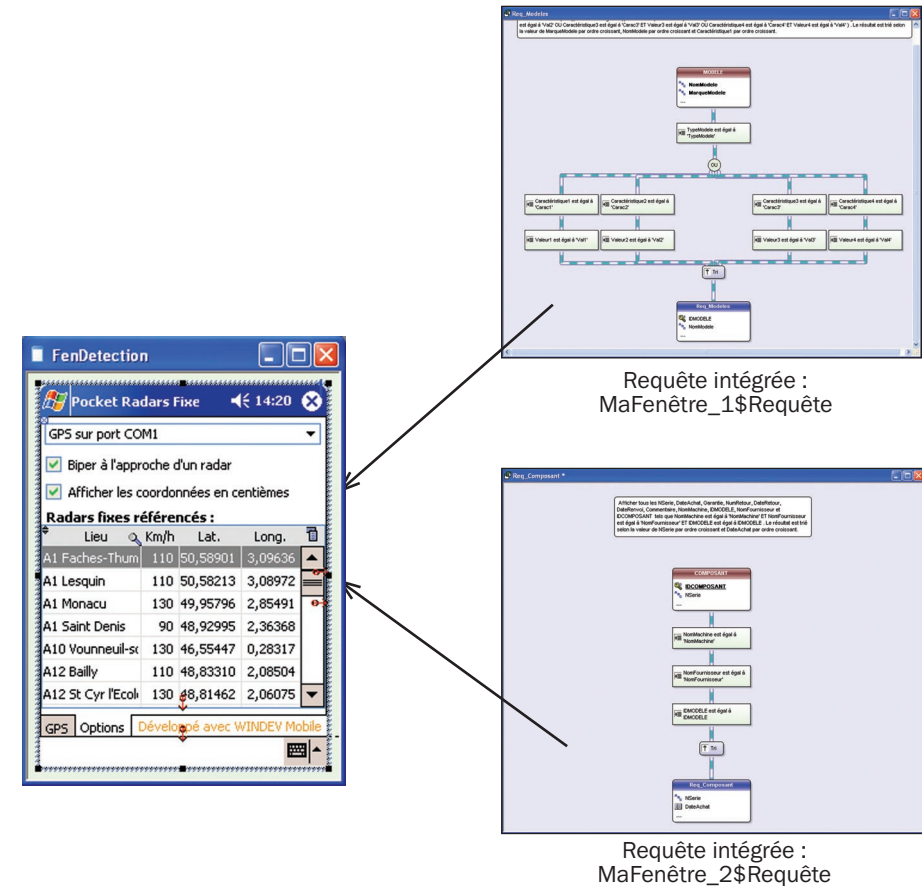 Req_Modeles
est égal à 'Val2' OU Caractéristique3 est égal à 'Carac3' ET Valeur3 est égal à 'Val3' OU Caractéristique4 est égal à 'Carac4' ET Valeur4 est égal à 'Val4' ) . Le résultat est trié selon
la valeur de MarqueModele par ordre croissant, NomModele par ordre croissant et Caractéristique1 par ordre croissant.
MODELE
NomModele
MarqueModele
...
TypeModele est égal à
'TypeModele'
OU
Caractéristique1 est égal à
'Carac1'
Caractéristique2 est égal à
'Carac2'
Caractéristique3 est égal à
'Carac3'
Caractéristique4 est égal à
'Carac4'
Valeur1 est égal à 'Val1'
Valeur2 est égal à 'Val2'
Valeur3 est égal à 'Val3'
Valeur4 est égal à 'Val4'
Tri
Req_Modeles
IDMODELE
NomModele
...
Requête intégrée :
MaFenêtre_1$Requête
FenDetection
Pocket Radars Fixe 14:20
GPS sur port COM1
Biper à l'approche d'un radar
Afficher les coordonnées en centièmes
Radars fixes référencés :
Lieu Km/h Lat. Long.
A1 Faches-Thum 110 50,58901 3,09636
A1 Lesquin 110 50,58213 3,08972
A1 Monacu 130 49,95796 2,85491
A1 Saint Denis 90 48,92995 2,36368
A10 Vounneuil-sc 130 46,55447 0,28317
A12 Bailly 110 48,83310 2,08504
A12 St Cyr l'Ecol 130 48,81462 2,06075
GPS Options Développé avec WINDEV Mobile
Req_Composant *
Afficher tous les NSerie, DateAchat, Garantie, NumRetour, DateRetour,
DateRenvoi, Commentaire, NomMachine, IDMODELE, NomFournisseur et
IDCOMPOSANT tels que NomMachine est égal à 'NomMachine' ET NomFournisseur
est égal à 'NomFournisseur' ET IDMODELE est égal à IDMODELE . Le résultat est trié
selon la valeur de NSerie par ordre croissant et DateAchat par ordre croissant.
COMPOSANT
IDCOMPOSANT
NSerie
...
NomMachine est égal à
'NomMachine'
NomFournisseur est égal à
'NomFournisseur'
IDMODELE est égal à
IDMODELE
Tri
Req_Composant
NSerie
DateAchat
...
Requête intégrée :
MaFenêtre_2$Requête